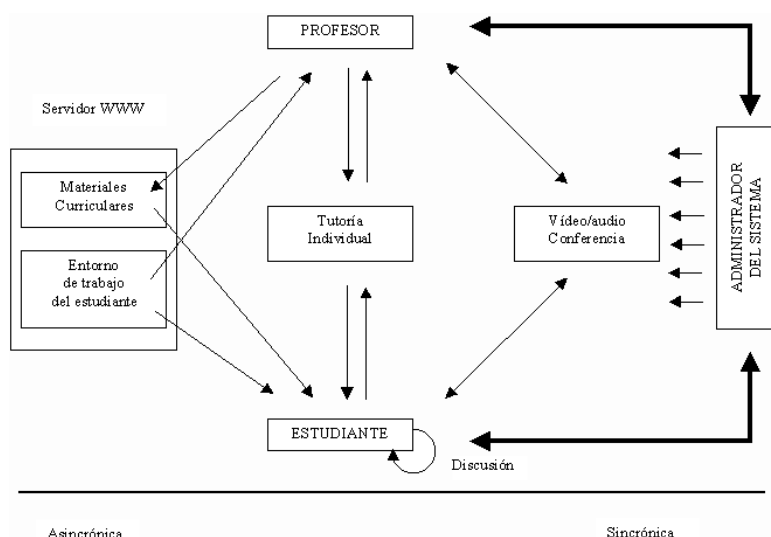 PROFESOR
Servidor WWW
Materiales
Curriculares
Entorno
de trabajo
del estudiante
Tutoría
Individual
Vídeo/audio
Conferencia
ADMINISTRADOR
DEL SISTEMA
ESTUDIANTE
Discusión
Asincrónica
Sincrónica